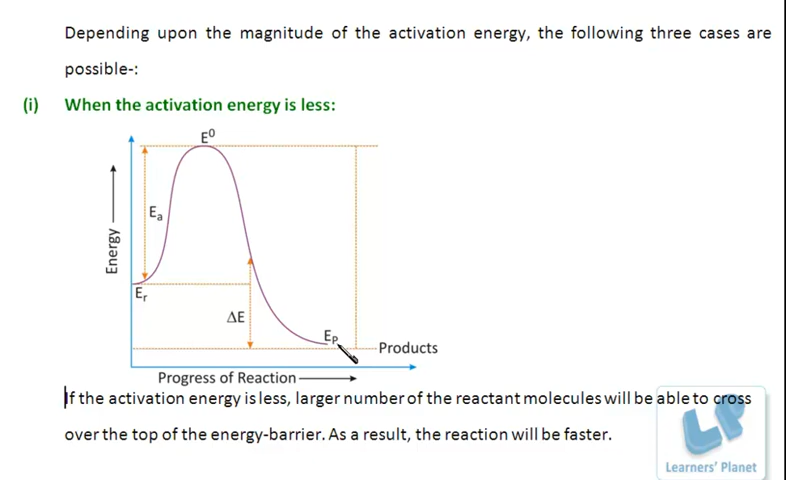 Depending upon the magnitude of the activation energy, the following three cases are
possible-:
(i) When the activation energy is less:
E⁰
Eₐ
Energy
Eᵣ
ΔE
Eₚ
Products
Progress of Reaction
If the activation energy is less, larger number of the reactant molecules will be able to cross
over the top of the energy-barrier. As a result, the reaction will be faster.
LP
Learners' Planet